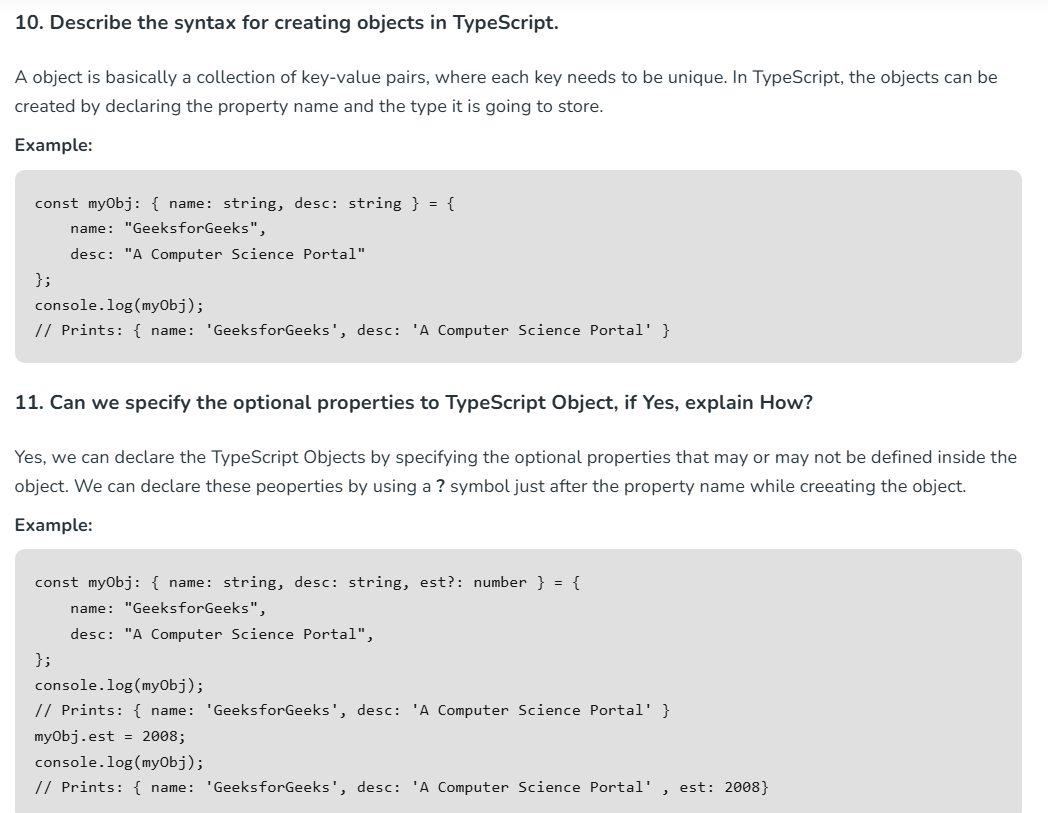 10. Describe the syntax for creating objects in TypeScript.
A object is basically a collection of key-value pairs, where each key needs to be unique. In TypeScript, the objects can be
created by declaring the property name and the type it is going to store.
Example:
const myObj: { name: string, desc: string } = {
    name: "GeeksforGeeks",
    desc: "A Computer Science Portal"
};
console.log(myObj);
// Prints: { name: 'GeeksforGeeks', desc: 'A Computer Science Portal' }
11. Can we specify the optional properties to TypeScript Object, if Yes, explain How?
Yes, we can declare the TypeScript Objects by specifying the optional properties that may or may not be defined inside the
object. We can declare these peoperties by using a ? symbol just after the property name while creeating the object.
Example:
const myObj: { name: string, desc: string, est?: number } = {
    name: "GeeksforGeeks",
    desc: "A Computer Science Portal",
};
console.log(myObj);
// Prints: { name: 'GeeksforGeeks', desc: 'A Computer Science Portal' }
myObj.est = 2008;
console.log(myObj);
// Prints: { name: 'GeeksforGeeks', desc: 'A Computer Science Portal' , est: 2008}